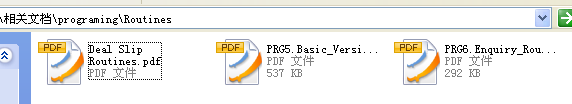 \相关文档\programing\Routines
PDF
Deal Slip
Routines.pdf
PDF 文件
PDF
PRG5.Basic_Versi...
PDF 文件
537 KB
PDF
PRG6.Enquiry_Rou...
PDF 文件
292 KB